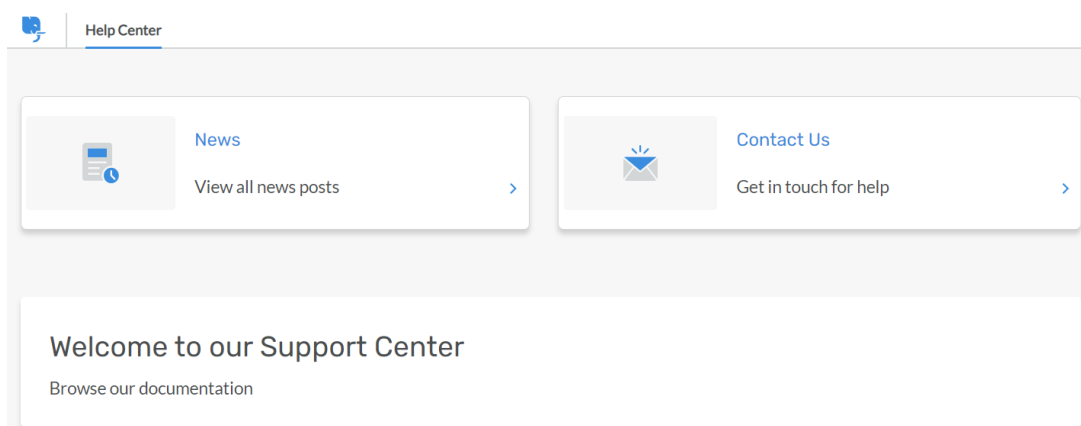 Help Center
News
View all news posts
Contact Us
Get in touch for help
Welcome to our Support Center
Browse our documentation